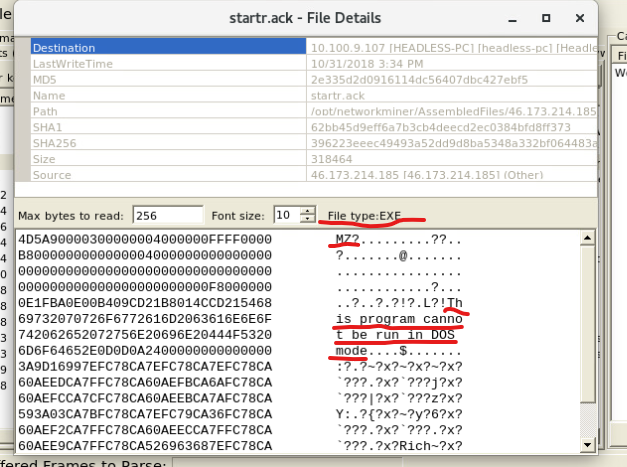 startr.ack - File Details
Destination 10.100.9.107 [HEADLESS-PC] [headless-pc] [Headle
LastWriteTime 10/31/2018 3:34 PM
MD5 2e335d2d0916114dc56407dbc427ebf5
Name startr.ack
Path /opt/networkminer/AssembledFiles/46.173.214.185
SHA1 62bb45d9eff6a7b3cb4deecd2ec0384bfd8ff373
SHA256 396223eeec49493a52dd9d8ba5348a332bf064483a
Size 318464
Source 46.173.214.185 [46.173.214.185] (Other)
Max bytes to read: 256 Font size: 10 File type:EXE
4D5A90000300000004000000FFFF0000 MZ?.........??..
B8000000000000004000000000000000 ?.......@.......
00000000000000000000000000000000 ................
000000000000000000000000F8000000 ............?...
0E1FBA0E00B409CD21B8014CCD215468 ..?..?.?!?.L?!Th
69732070726F6772616D2063616E6E6F is program canno
742062652072756E20696E20444F5320 t be run in DOS
6D6F64652E0D0D0A2400000000000000 mode....$.......
3A9D16997EFC78CA7EFC78CA7EFC78CA :?.?~?x?~?x?~?x?
60AEEDCA7FFC78CA60AEFBCA6AFC78CA `???.?x?`???j?x?
60AEFCCA7CFC78CA60AEEBCA7AFC78CA `???|?x?`???z?x?
593A03CA7BFC78CA7EFC79CA36FC78CA Y:.?{?x?~?y?6?x?
60AEF2CA7FFC78CA60AEECCA7FFC78CA `???.?x?`???.?x?
60AEE9CA7FFC78CA526963687EFC78CA `???.?x?Rich~?x?
ffered Frames to Parse: